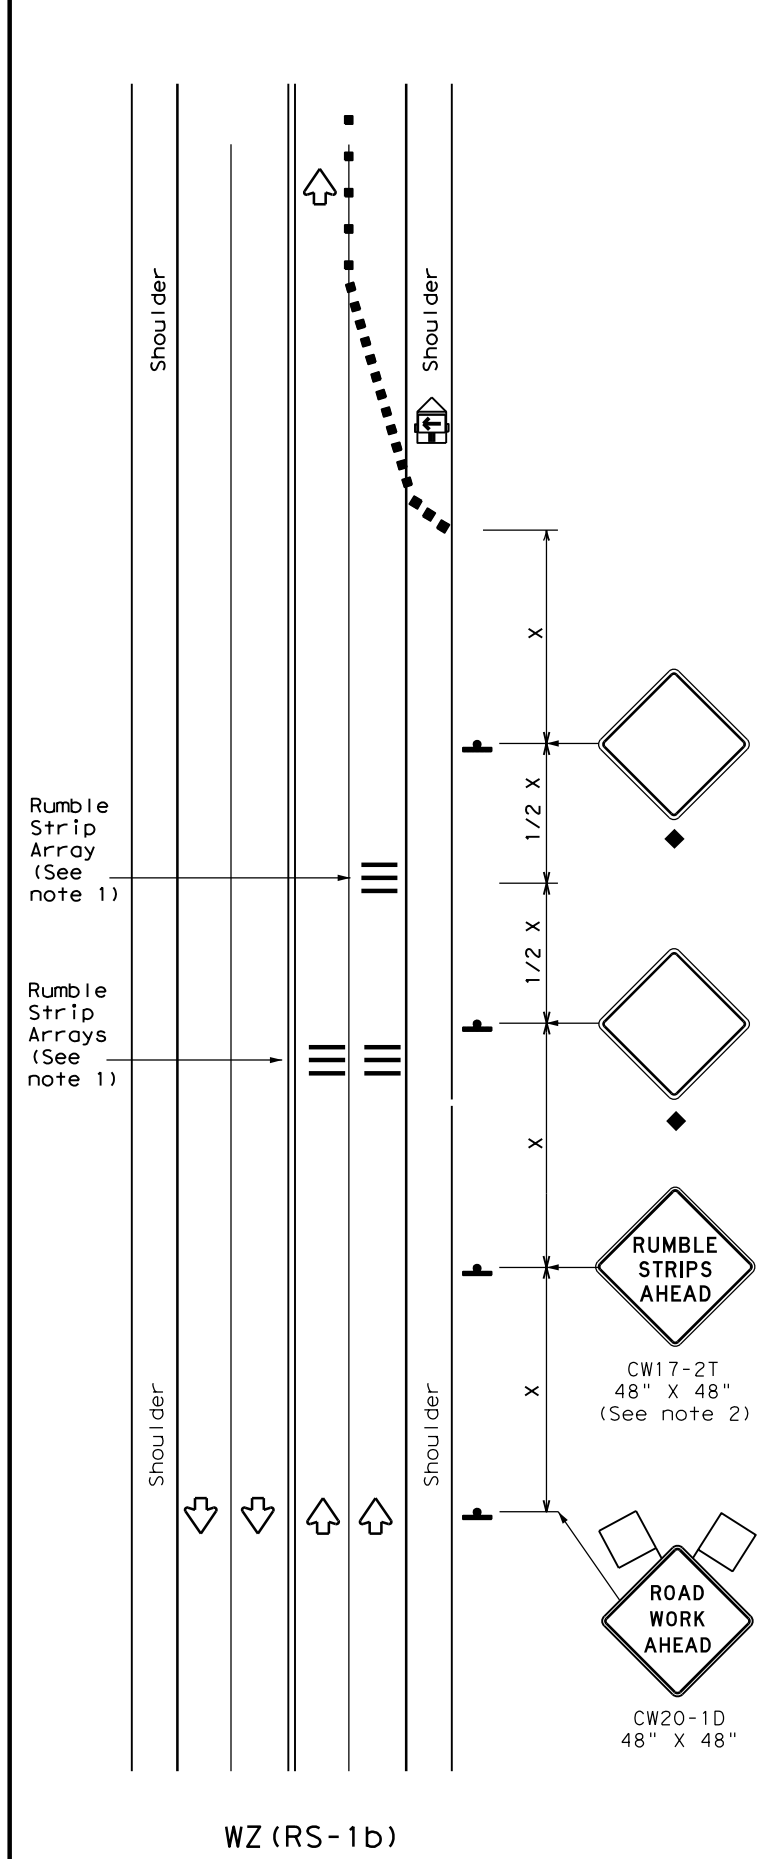 Shoulder
Shoulder
X
1/2 X
Rumble
Strip
Array
(See
note 1)
1/2 X
Rumble
Strip
Arrays
(See
note 1)
X
RUMBLE
STRIPS
AHEAD
CW17-2T
48" X 48"
(See note 2)
X
Shoulder
Shoulder
ROAD
WORK
AHEAD
CW20-1D
48" X 48"
WZ(RS-1b)